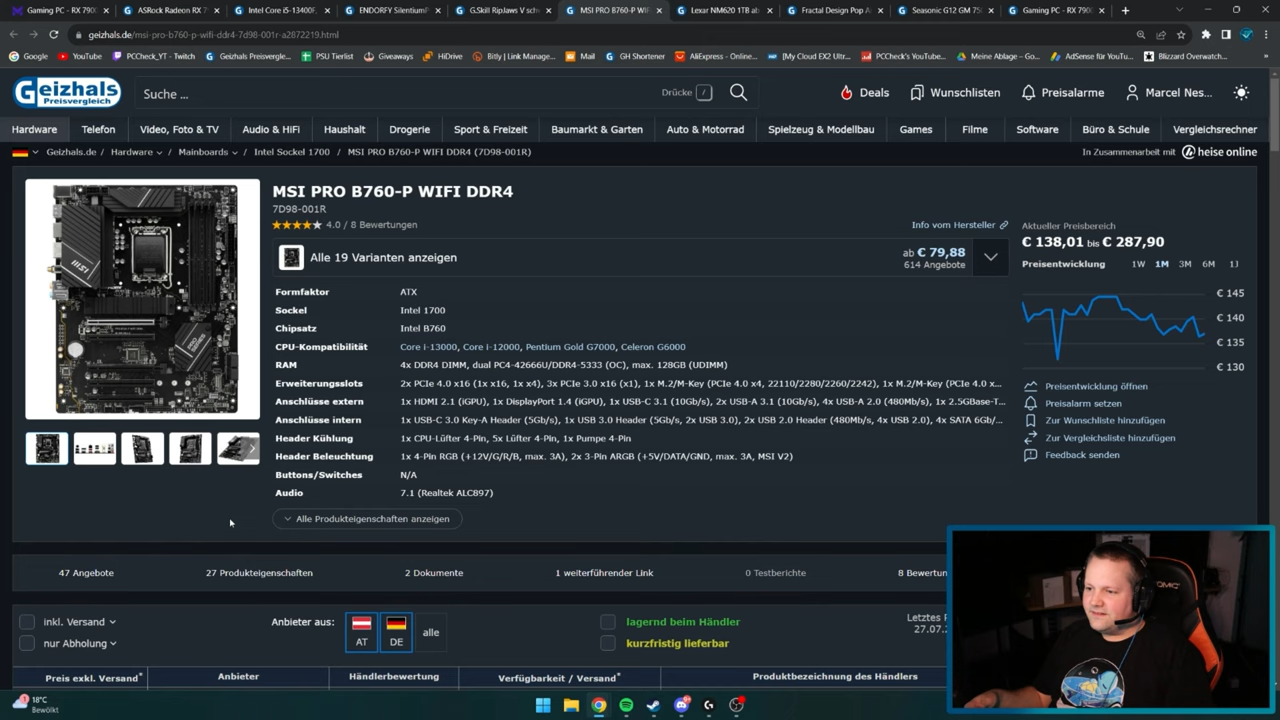 Gaming PC - RX 7900
ASRock Radeon RX 7
Intel Core i5-13400F,
ENDORFY SilentiumP
G.Skill RipJaws V schw
MSI PRO B760-P WIFI
Lexar NM620 1TB ab
Fractal Design Pop A
Seasonic G12 GM 750
Gaming PC - RX 7900
geizhals.de/msi-pro-b760-p-wifi-ddr4-7d98-001r-a2872219.html
Google
YouTube
PCCheck_YT - Twitch
Geizhals Preisvergle...
PSU Tierlist
Giveaways
HiDrive
Bitly | Link Manage...
Mail
GH Shortener
AliExpress - Online...
[My Cloud EX2 Ultr...
PCCheck's YouTube...
Meine Ablage – Go...
AdSense für YouTu...
Blizzard Overwatch...
Geizhals
Preisvergleich
Suche ...
Drücke /
Deals
Wunschlisten
Preisalarme
Marcel Nes...
Hardware
Telefon
Video, Foto & TV
Audio & HiFi
Haushalt
Drogerie
Sport & Freizeit
Baumarkt & Garten
Auto & Motorrad
Spielzeug & Modellbau
Games
Filme
Software
Büro & Schule
Vergleichsrechner
Geizhals.de / Hardware / Mainboards / Intel Sockel 1700 / MSI PRO B760-P WIFI DDR4 (7D98-001R)
In Zusammenarbeit mit heise online
MSI PRO B760-P WIFI DDR4
7D98-001R
4.0 / 8 Bewertungen
Info vom Hersteller
Alle 19 Varianten anzeigen
ab € 79,88
614 Angebote
Aktueller Preisbereich
€ 138,01 bis € 287,90
Preisentwicklung
1W 1M 3M 6M 1J
€ 145
€ 140
€ 135
€ 130
Formfaktor ATX
Sockel Intel 1700
Chipsatz Intel B760
CPU-Kompatibilität Core i-13000, Core i-12000, Pentium Gold G7000, Celeron G6000
RAM 4x DDR4 DIMM, dual PC4-42666U/DDR4-5333 (OC), max. 128GB (UDIMM)
Erweiterungslots 2x PCIe 4.0 x16 (1x x16, 1x x4), 3x PCIe 3.0 x16 (x1), 1x M.2/M-Key (PCIe 4.0 x4, 22110/2280/2260/2242), 1x M.2/M-Key (PCIe 4.0 x...
Anschlüsse extern 1x HDMI 2.1 (iGPU), 1x DisplayPort 1.4 (iGPU), 1x USB-C 3.1 (10Gb/s), 2x USB-A 3.1 (10Gb/s), 4x USB-A 2.0 (480Mb/s), 1x 2.5GBase-T...
Anschlüsse intern 1x USB-C 3.0 Key-A Header (5Gb/s), 1x USB 3.0 Header (5Gb/s, 2x USB 3.0), 2x USB 2.0 Header (480Mb/s, 4x USB 2.0), 4x SATA 6Gb/...
Header Kühlung 1x CPU-Lüfter 4-Pin, 5x Lüfter 4-Pin, 1x Pumpe 4-Pin
Header Beleuchtung 1x 4-Pin RGB (+12V/G/R/B, max. 3A), 2x 3-Pin ARGB (+5V/DATA/GND, max. 3A, MSI V2)
Buttons/Switches N/A
Audio 7.1 (Realtek ALC897)
Alle Produkteigenschaften anzeigen
Preisentwicklung öffnen
Preisalarm setzen
Zur Wunschliste hinzufügen
Zur Vergleichsliste hinzufügen
Feedback senden
47 Angebote
27 Produkteigenschaften
2 Dokumente
1 weiterführender Link
0 Testberichte
8 Bewertun
inkl. Versand
nur Abholung
Anbieter aus:
AT
DE
alle
lagernd beim Händler
kurzfristig lieferbar
Letztes
27.07.
Preis exkl. Versand*
Anbieter
Händlerbewertung
Verfügbarkeit / Versand*
Produktbezeichnung des Händlers
18°C
Bewölkt